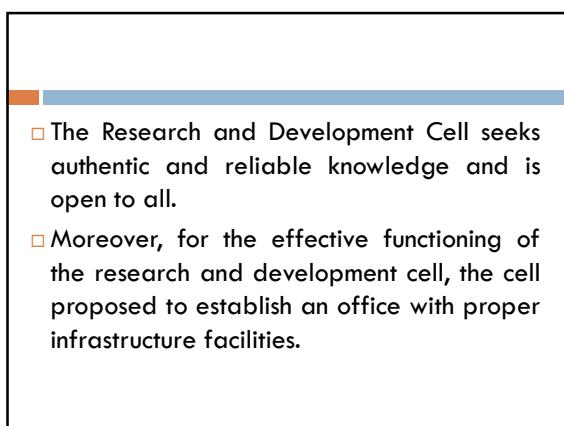 The Research and Development Cell seeks
authentic and reliable knowledge and is
open to all.
Moreover, for the effective functioning of
the research and development cell, the cell
proposed to establish an office with proper
infrastructure facilities.